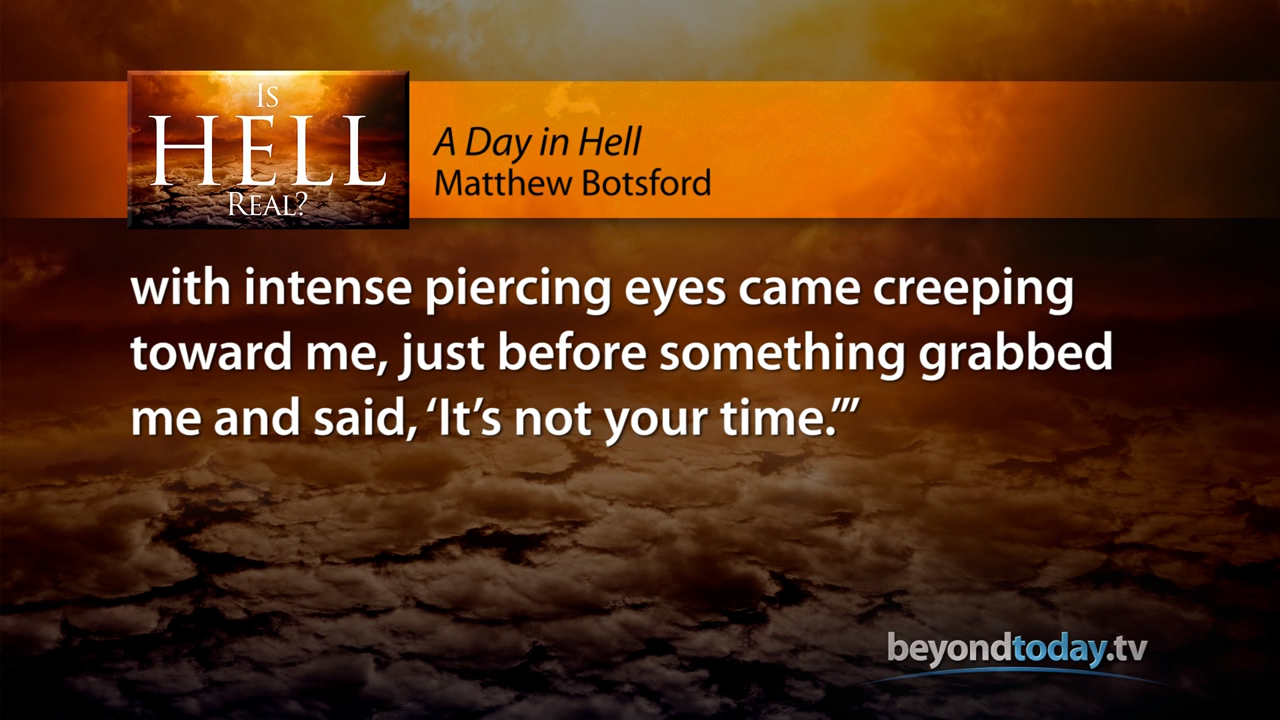 Is
HELL
Real?
A Day in Hell
Matthew Botsford
with intense piercing eyes came creeping
toward me, just before something grabbed
me and said, ‘It’s not your time.’”
beyondtoday.tv